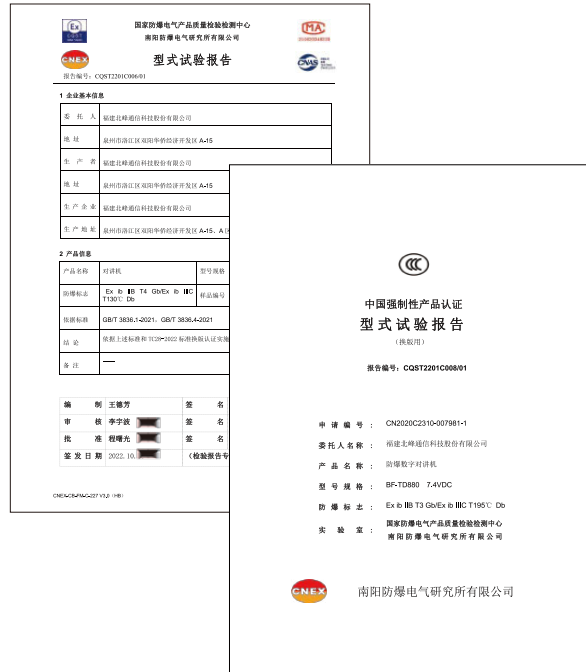 Ex
CQST
国家防爆电气产品质量检验检测中心
南阳防爆电气研究所有限公司
MA
CNEX
型式试验报告
CNAS
报告编号：CQST2201C006/01
1 企业基本信息
委 托 人 福建北峰通信科技股份有限公司
地 址 泉州市洛江区双阳华侨经济开发区 A-15
生 产 者 福建北峰通信科技股份有限公司
地 址 泉州市洛江区双阳华侨经济开发区 A-15
生 产 企 业 福建北峰通信科技股份有限公司
生 产 地 址 泉州市洛江区双阳华侨经济开发区 A-15、A
2 产品信息
产品名称 对讲机 型号规格
防爆标志 Ex ib ⅡB T4 Gb/Ex ib ⅢC T130℃ Db 样品编号
依据标准 GB/T 3836.1-2021，GB/T 3836.4-2021
结 论 依据上述标准和 TC28-2022 标准换版认证实施
备 注 ——
编 制 王德芳 签 名
审 核 李宇波 签 名
批 准 程曙光 签 名
签 发 日 期 2022.10. （检验报告专
CNEX-CB-FM-C-227 V3.0（HB）
CCC
中国强制性产品认证
型式试验报告
（换版用）
报告编号：CQST2201C008/01
申 请 编 号 ： CN2020C2310-007981-1
委托人名称 ： 福建北峰通信科技股份有限公司
产 品 名 称 ： 防爆数字对讲机
型 号 规 格 ： BF-TD880 7.4VDC
防 爆 标 志 ： Ex ib ⅡB T3 Gb/Ex ib ⅢC T195℃ Db
实 验 室 ： 国家防爆电气产品质量检验检测中心
南阳防爆电气研究所有限公司
CNEX 南阳防爆电气研究所有限公司